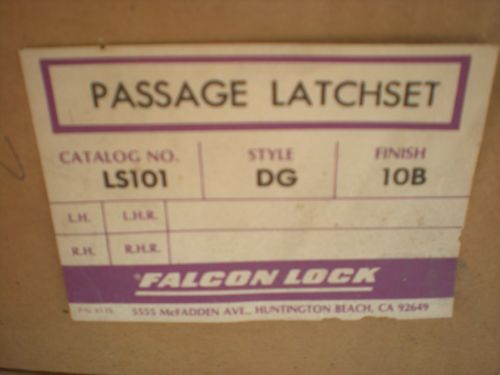 PASSAGE LATCHSET
CATALOG NO. STYLE FINISH
LS101 DG 10B
L.H. L.H.R.
R.H. R.H.R.
FALCON LOCK
5555 McFADDEN AVE., HUNTINGTON BEACH, CA 92649